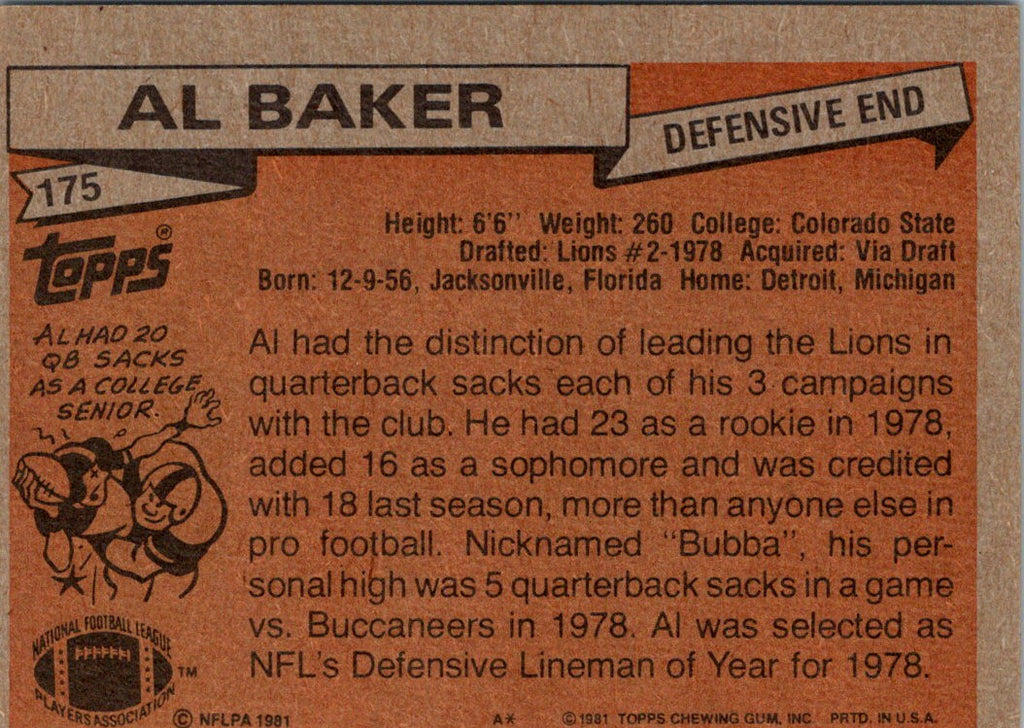 AL BAKER
DEFENSIVE END
175
Topps®
Height: 6'6'' Weight: 260 College: Colorado State
Drafted: Lions #2-1978 Acquired: Via Draft
Born: 12-9-56, Jacksonville, Florida Home: Detroit, Michigan
AL HAD 20
QB SACKS
AS A COLLEGE
SENIOR.
Al had the distinction of leading the Lions in
quarterback sacks each of his 3 campaigns
with the club. He had 23 as a rookie in 1978,
added 16 as a sophomore and was credited
with 18 last season, more than anyone else in
pro football. Nicknamed "Bubba", his per-
sonal high was 5 quarterback sacks in a game
vs. Buccaneers in 1978. Al was selected as
NFL's Defensive Lineman of Year for 1978.
NATIONAL FOOTBALL LEAGUE
PLAYERS ASSOCIATION
TM
© NFLPA 1981
A*
©1981 TOPPS CHEWING GUM, INC. PRTD. IN U.S.A.